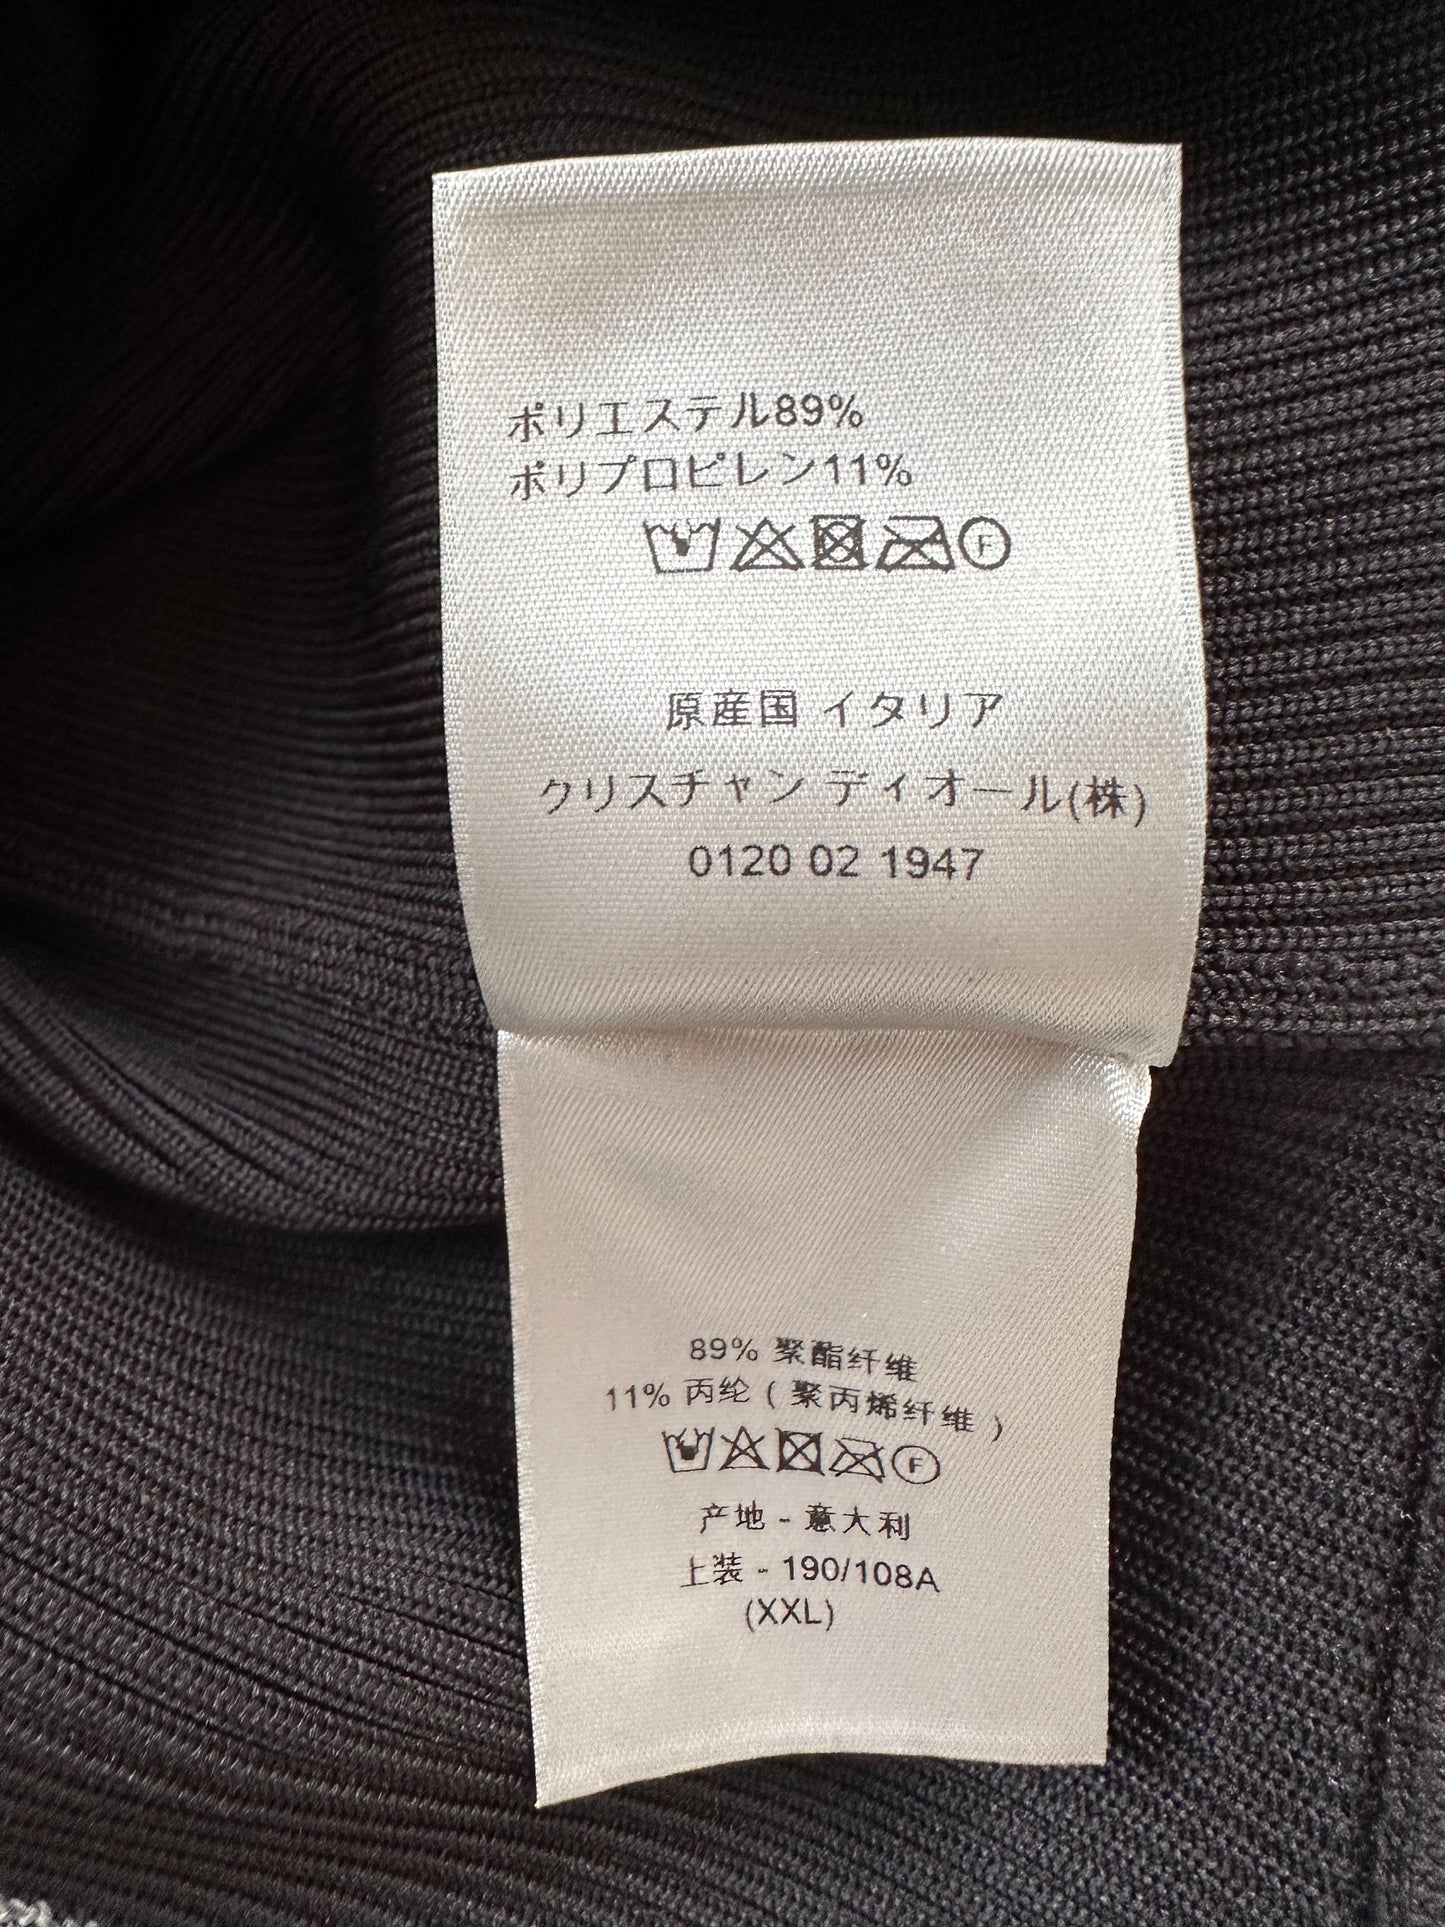 ポリエステル89%
ポリプロピレン11%
F
原産国 イタリア
クリスチャン ディオール(株)
0120 02 1947
89% 聚酯纤维
11% 丙纶 ( 聚丙烯纤维 )
F
产地 - 意大利
上装 - 190/108A
(XXL)